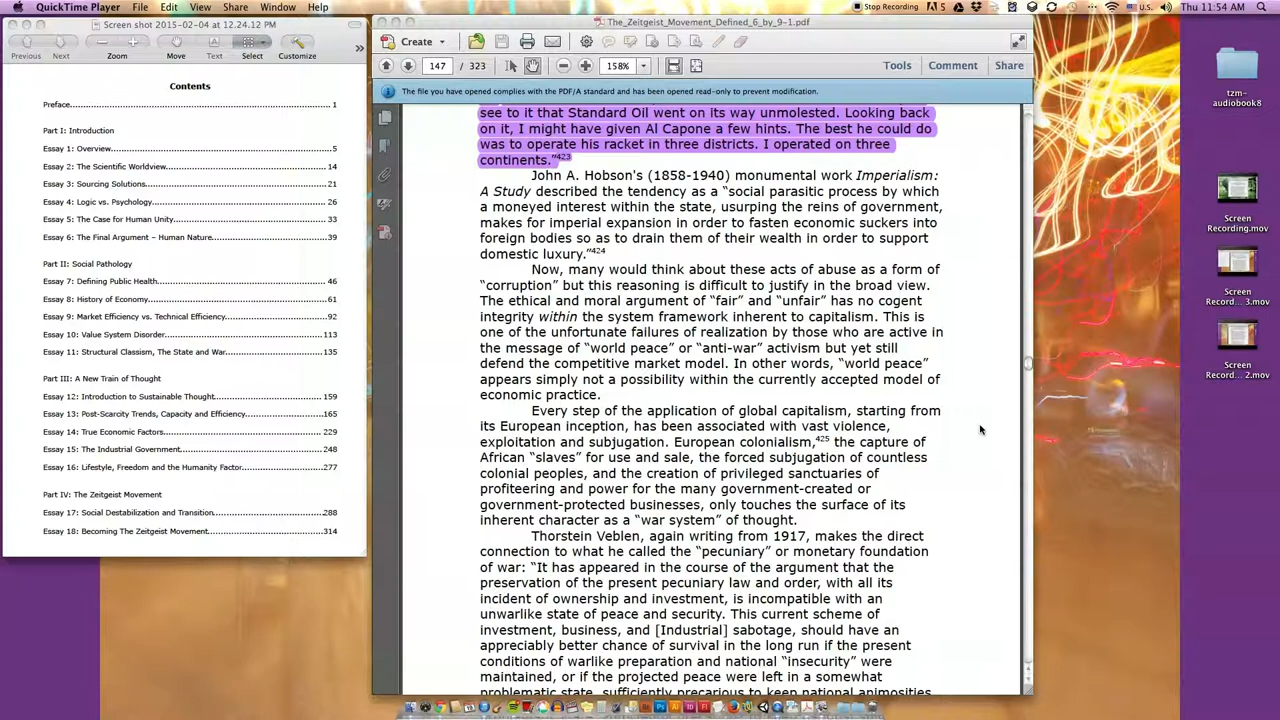 QuickTime Player File Edit View Share Window Help
Stop Recording 4 U.S. Thu 11:54 AM
Screen shot 2015-02-04 at 12.24.12 PM
Previous Next Zoom Move Text Select Customize
Contents
Preface 1
Part I: Introduction
Essay 1: Overview 5
Essay 2: The Scientific Worldview 14
Essay 3: Sourcing Solutions 21
Essay 4: Logic vs. Psychology 26
Essay 5: The Case for Human Unity 33
Essay 6: The Final Argument – Human Nature 39
Part II: Social Pathology
Essay 7: Defining Public Health 46
Essay 8: History of Economy 61
Essay 9: Market Efficiency vs. Technical Efficiency 92
Essay 10: Value System Disorder 113
Essay 11: Structural Classism, The State and War 135
Part III: A New Train of Thought
Essay 12: Introduction to Sustainable Thought 159
Essay 13: Post-Scarcity Trends, Capacity and Efficiency 165
Essay 14: True Economic Factors 229
Essay 15: The Industrial Government 248
Essay 16: Lifestyle, Freedom and the Humanity Factor 277
Part IV: The Zeitgeist Movement
Essay 17: Social Destabilization and Transition 288
Essay 18: Becoming The Zeitgeist Movement 314
The_Zeitgeist_Movement_Defined_6_by_9-1.pdf
Create
147 / 323 158% Tools Comment Share
The file you have opened complies with the PDF/A standard and has been opened read-only to prevent modification.
see to it that Standard Oil went on its way unmolested. Looking back
on it, I might have given Al Capone a few hints. The best he could do
was to operate his racket in three districts. I operated on three
continents.”423
John A. Hobson's (1858-1940) monumental work Imperialism:
A Study described the tendency as a “social parasitic process by which
a moneyed interest within the state, usurping the reins of government,
makes for imperial expansion in order to fasten economic suckers into
foreign bodies so as to drain them of their wealth in order to support
domestic luxury.”424
Now, many would think about these acts of abuse as a form of
“corruption” but this reasoning is difficult to justify in the broad view.
The ethical and moral argument of “fair” and “unfair” has no cogent
integrity within the system framework inherent to capitalism. This is
one of the unfortunate failures of realization by those who are active in
the message of “world peace” or “anti-war” activism but yet still
defend the competitive market model. In other words, “world peace”
appears simply not a possibility within the currently accepted model of
economic practice.
Every step of the application of global capitalism, starting from
its European inception, has been associated with vast violence,
exploitation and subjugation. European colonialism,425 the capture of
African “slaves” for use and sale, the forced subjugation of countless
colonial peoples, and the creation of privileged sanctuaries of
profiteering and power for the many government-created or
government-protected businesses, only touches the surface of its
inherent character as a “war system” of thought.
Thorstein Veblen, again writing from 1917, makes the direct
connection to what he called the “pecuniary” or monetary foundation
of war: “It has appeared in the course of the argument that the
preservation of the present pecuniary law and order, with all its
incident of ownership and investment, is incompatible with an
unwarlike state of peace and security. This current scheme of
investment, business, and [Industrial] sabotage, should have an
appreciably better chance of survival in the long run if the present
conditions of warlike preparation and national “insecurity” were
maintained, or if the projected peace were left in a somewhat
problematic state, sufficiently precarious to keep national animosities
tzm-
audiobook8
Screen
Recording.mov
Screen
Record... 3.mov
Screen
Record... 2.mov